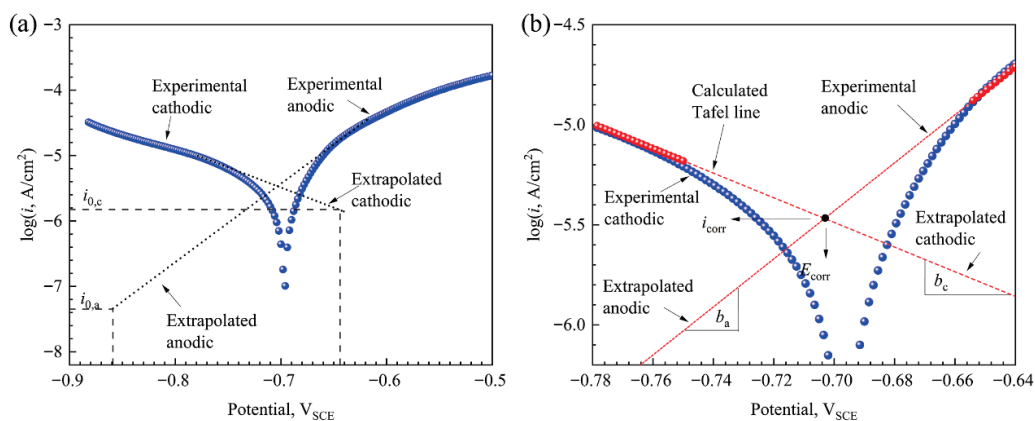 (a)
−3
−4
−5
−6
−7
−8
log(i, A/cm²)
Experimental
cathodic
Experimental
anodic
i0,c
Extrapolated
cathodic
i0,a
Extrapolated
anodic
−0.9
−0.8
−0.7
−0.6
−0.5
Potential, VSCE
(b)
−4.5
−5.0
−5.5
−6.0
log(i, A/cm²)
Calculated
Tafel line
Experimental
anodic
Experimental
cathodic
icorr
Ecorr
Extrapolated
cathodic
bc
Extrapolated
anodic
ba
−0.78
−0.76
−0.74
−0.72
−0.70
−0.68
−0.66
−0.64
Potential, VSCE